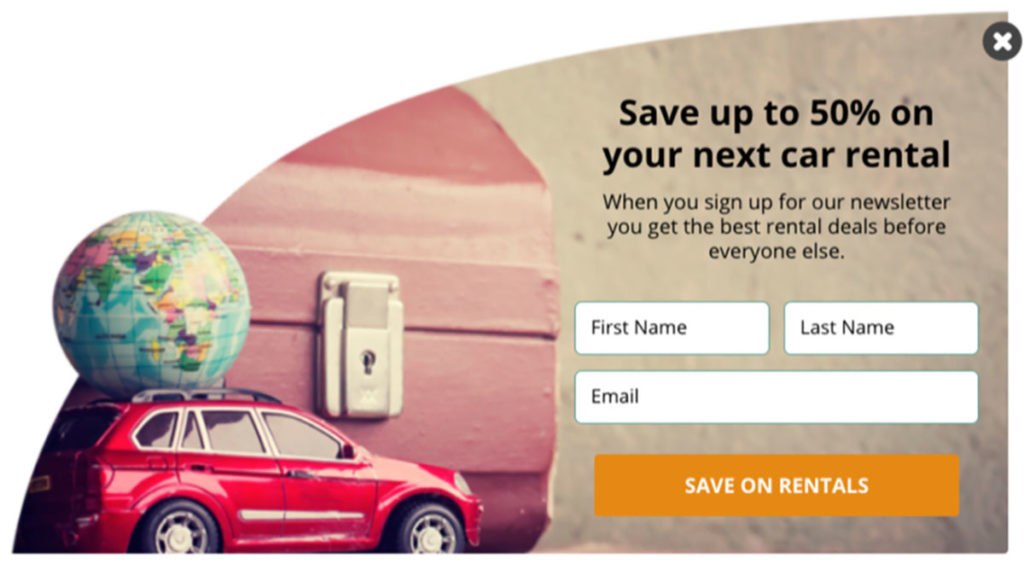 Save up to 50% on
your next car rental
When you sign up for our newsletter
you get the best rental deals before
everyone else.
First Name
Last Name
Email
SAVE ON RENTALS